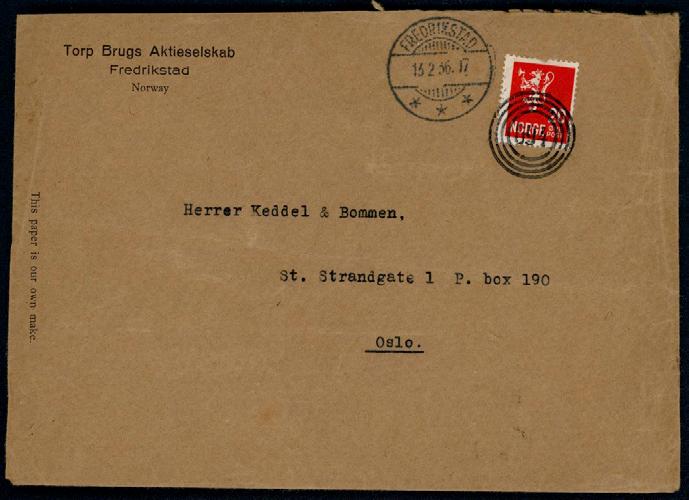 Torp Brugs Aktieselskab
Fredrikstad
Norway
FREDRIKSTAD
13 2 36. 17
NORGE
This paper is our own make.
Herrer Keddel & Bommen,
St. Strandgate 1 P. box 190
Oslo.